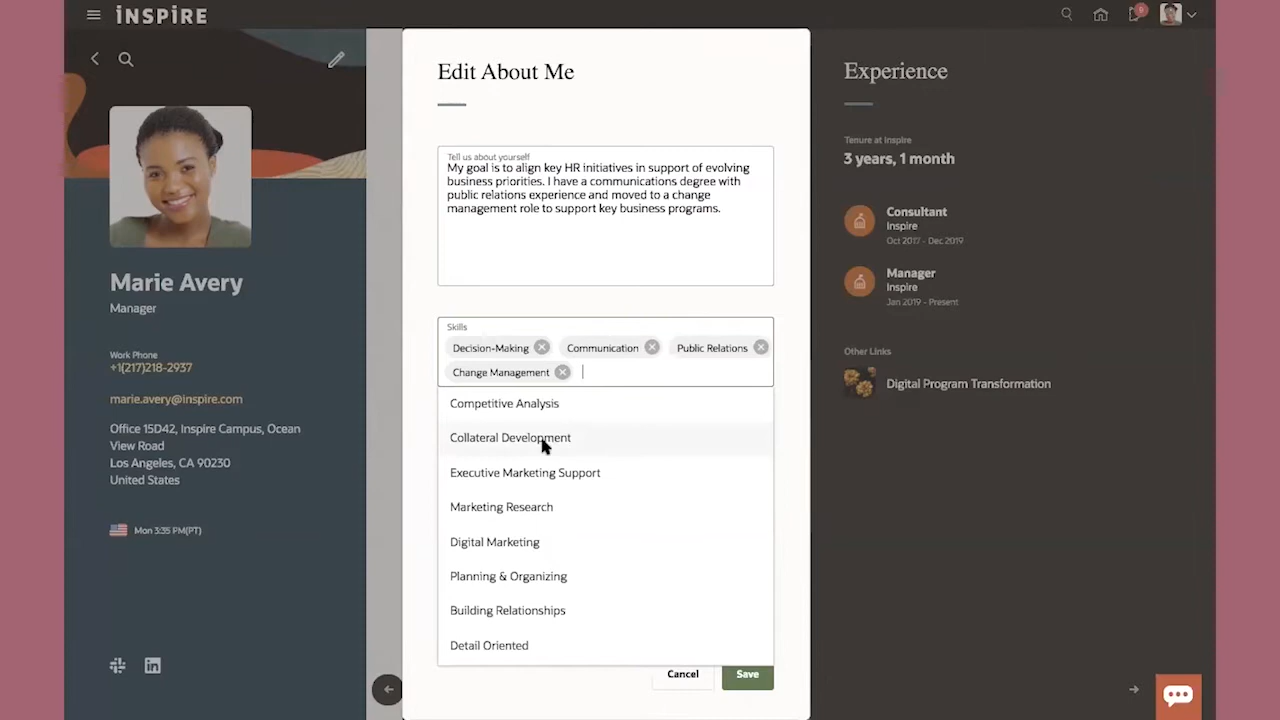 iNSPiRE
8
Marie Avery
Manager
Work Phone
+1(217)218-2937
marie.avery@inspire.com
Office 15D42, Inspire Campus, Ocean
View Road
Los Angeles, CA 90230
United States
Mon 3:35 PM(PT)
Edit About Me
Tell us about yourself
My goal is to align key HR initiatives in support of evolving
business priorities. I have a communications degree with
public relations experience and moved to a change
management role to support key business programs.
Skills
Decision-Making Communication Public Relations
Change Management
Competitive Analysis
Collateral Development
Executive Marketing Support
Marketing Research
Digital Marketing
Planning & Organizing
Building Relationships
Detail Oriented
Cancel Save
Experience
Tenure at Inspire
3 years, 1 month
Consultant
Inspire
Oct 2017 - Dec 2019
Manager
Inspire
Jan 2019 - Present
Other Links
Digital Program Transformation